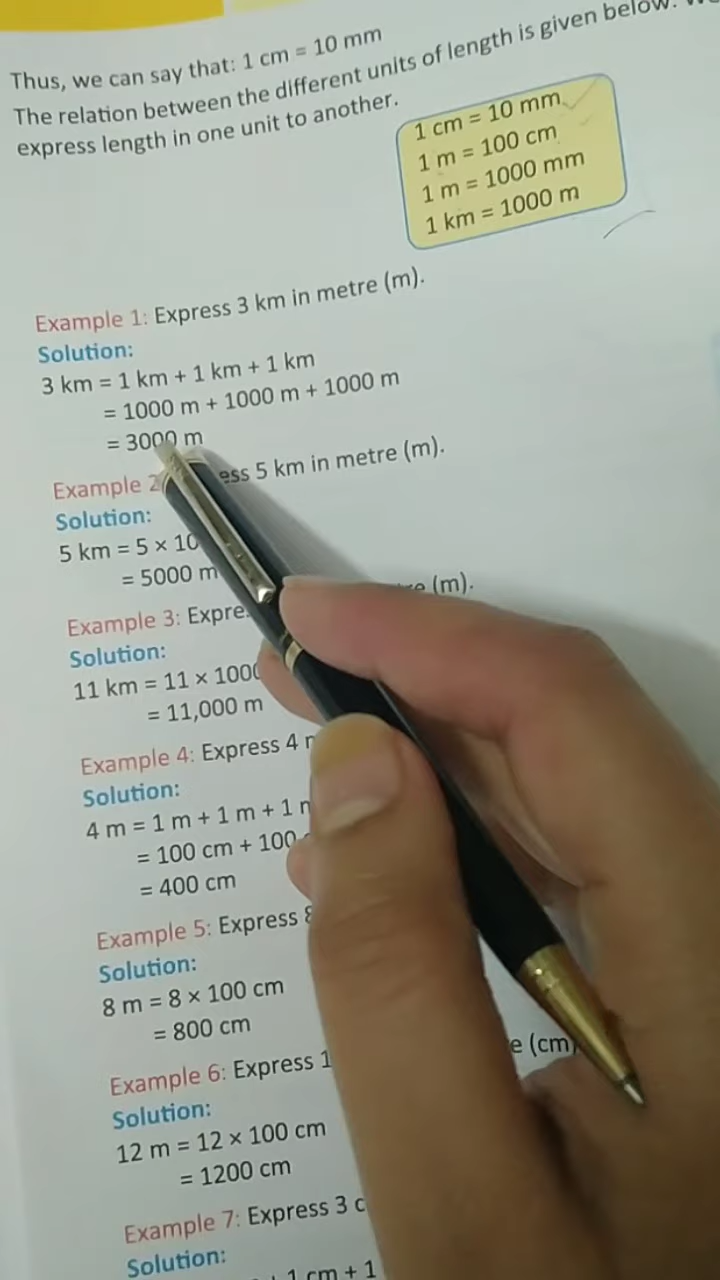 Thus, we can say that: 1 cm = 10 mm
The relation between the different units of length is given below.
express length in one unit to another.
1 cm = 10 mm
1 m = 100 cm
1 m = 1000 mm
1 km = 1000 m
Example 1: Express 3 km in metre (m).
Solution:
3 km = 1 km + 1 km + 1 km
= 1000 m + 1000 m + 1000 m
= 3000 m
Example 2 5 km in metre (m).
Solution:
5 km = 5 × 10
= 5000 m
Example 3: (m).
Solution:
11 km = 11 × 1000
= 11,000 m
Example 4: Express 4
Solution:
4 m = 1 m + 1 m + 1
= 100 cm + 100
= 400 cm
Example 5: Express 8
Solution:
8 m = 8 × 100 cm
= 800 cm
Example 6: Express 1 (cm)
Solution:
12 m = 12 × 100 cm
= 1200 cm
Example 7: Express 3 c
Solution:
1 cm + 1